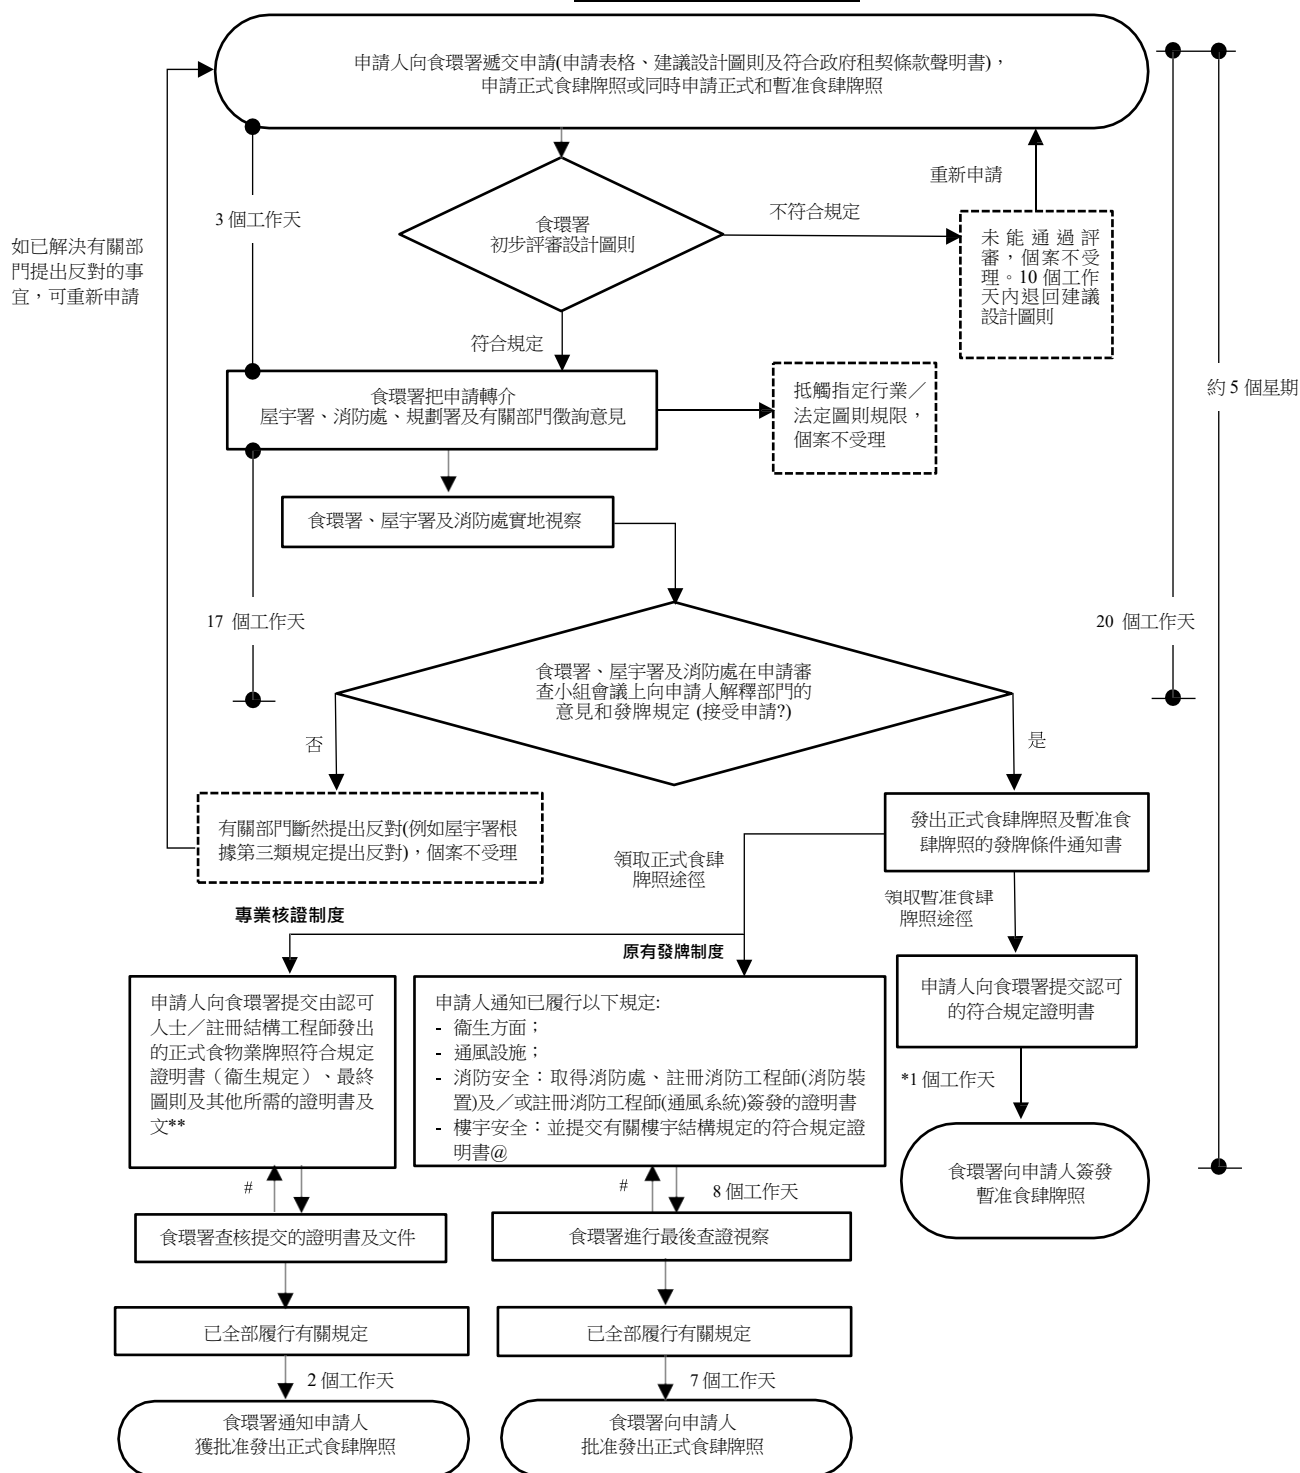 申請人向食環署遞交申請(申請表格、建議設計圖則及符合政府租契條款聲明書)，
申請正式食肆牌照或同時申請正式和暫准食肆牌照
重新申請
3 個工作天
不符合規定
食環署
初步評審設計圖則
未能通過評
審，個案不受
理。10 個工作
天內退回建議
設計圖則
如已解決有關部
門提出反對的事
宜，可重新申請
符合規定
約 5 個星期
食環署把申請轉介
屋宇署、消防處、規劃署及有關部門徵詢意見
抵觸指定行業／
法定圖則規限，
個案不受理
食環署、屋宇署及消防處實地視察
17 個工作天
20 個工作天
食環署、屋宇署及消防處在申請審
查小組會議上向申請人解釋部門的
意見和發牌規定 (接受申請?)
否
是
有關部門斷然提出反對(例如屋宇署根
據第三類規定提出反對)，個案不受理
發出正式食肆牌照及暫准食
肆牌照的發牌條件通知書
領取正式食肆
牌照途徑
領取暫准食肆
牌照途徑
專業核證制度
原有發牌制度
申請人向食環署提交由認可
人士／註冊結構工程師發出
的正式食物業牌照符合規定
證明書（衞生規定）、最終
圖則及其他所需的證明書及
文**
申請人通知已履行以下規定:
- 衞生方面；
- 通風設施；
- 消防安全：取得消防處、註冊消防工程師(消防裝
置)及／或註冊消防工程師(通風系統)簽發的證明書
- 樓宇安全：並提交有關樓宇結構規定的符合規定證
明書@
申請人向食環署提交認可
的符合規定證明書
*1 個工作天
食環署向申請人簽發
暫准食肆牌照
#
#
8 個工作天
食環署查核提交的證明書及文件
食環署進行最後查證視察
已全部履行有關規定
已全部履行有關規定
2 個工作天
7 個工作天
食環署通知申請人
獲批准發出正式食肆牌照
食環署向申請人
批准發出正式食肆牌照